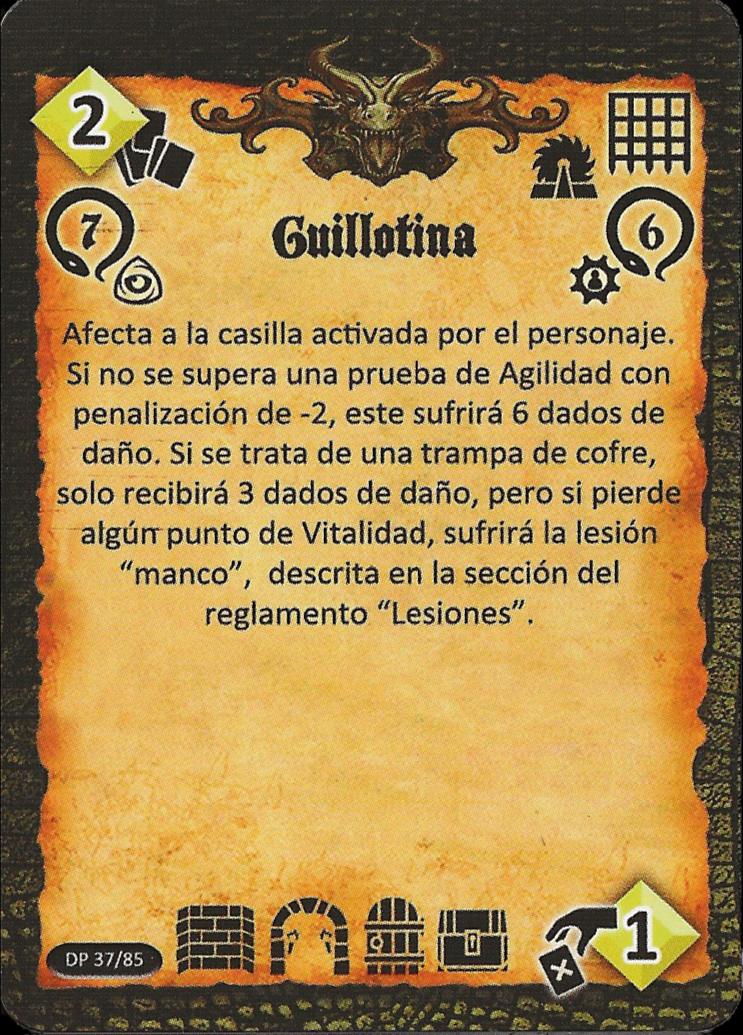 2
7
6
Guillotina
Afecta a la casilla activada por el personaje.
Si no se supera una prueba de Agilidad con
penalización de -2, este sufrirá 6 dados de
daño. Si se trata de una trampa de cofre,
solo recibirá 3 dados de daño, pero si pierde
algún punto de Vitalidad, sufrirá la lesión
“manco”, descrita en la sección del
reglamento “Lesiones”.
DP 37/85
1